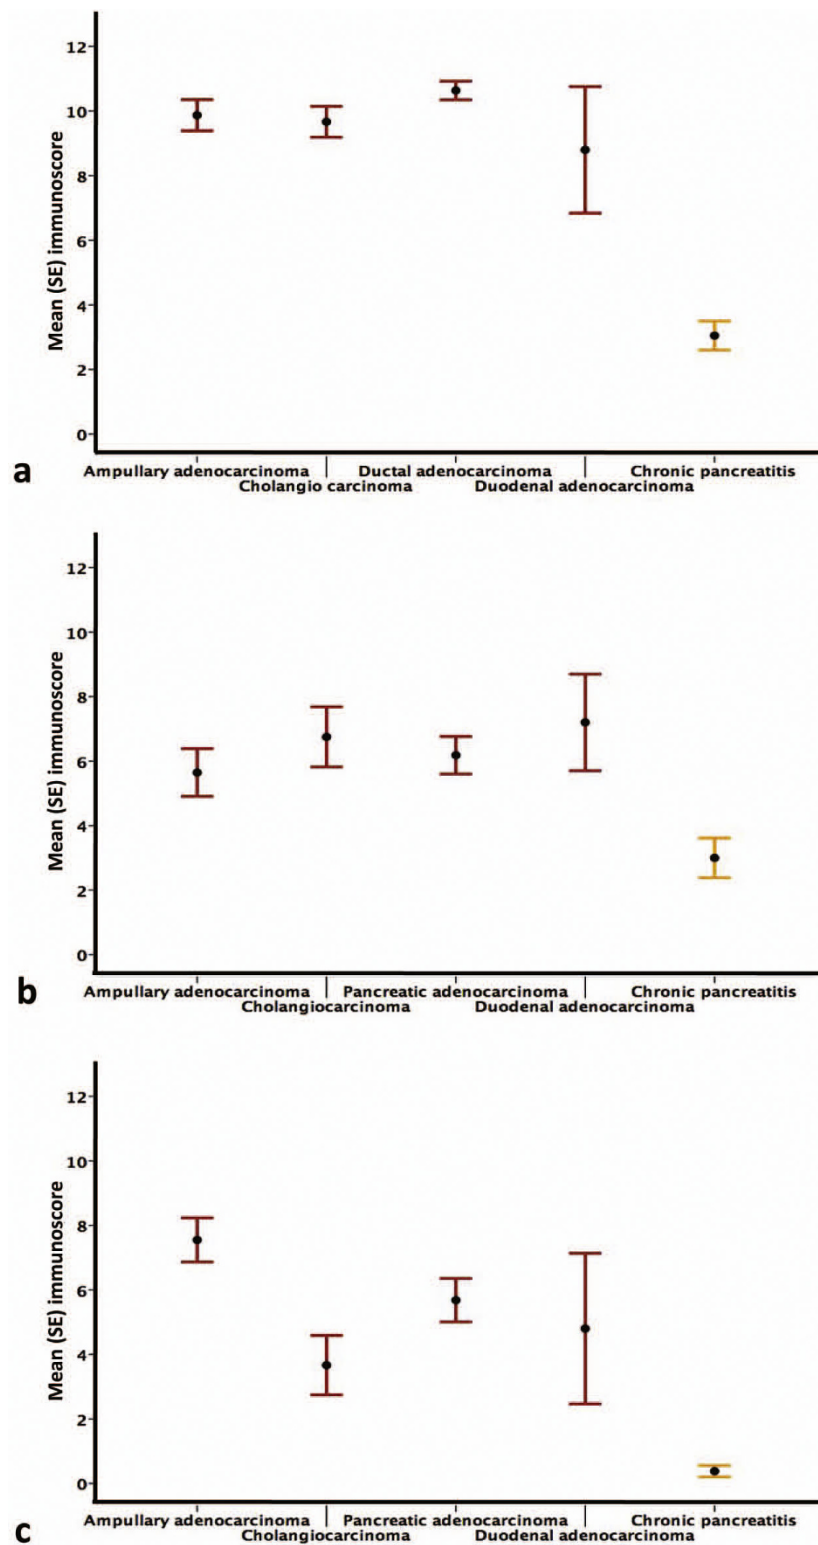 12
10
8
6
4
2
0
Mean (SE) immunoscore
Ampullary adenocarcinoma Ductal adenocarcinoma Chronic pancreatitis
Cholangio carcinoma Duodenal adenocarcinoma
a
12
10
8
6
4
2
0
Mean (SE) immunoscore
Ampullary adenocarcinoma Pancreatic adenocarcinoma Chronic pancreatitis
Cholangiocarcinoma Duodenal adenocarcinoma
b
12
10
8
6
4
2
0
Mean (SE) immunoscore
Ampullary adenocarcinoma Pancreatic adenocarcinoma Chronic pancreatitis
Cholangiocarcinoma Duodenal adenocarcinoma
c